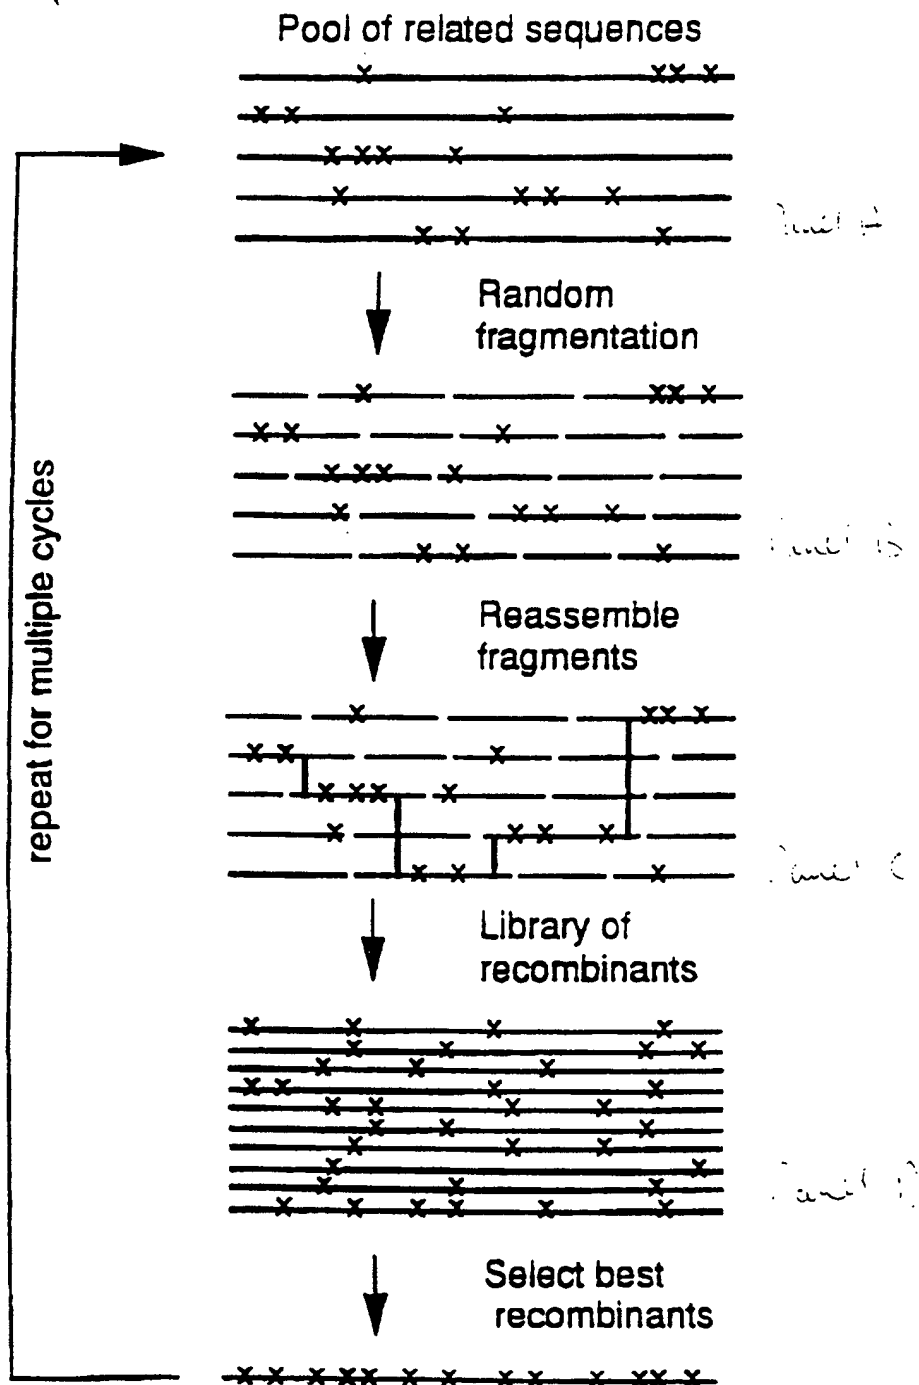 Pool of related sequences
Random
fragmentation
Reassemble
fragments
repeat for multiple cycles
Library of
recombinants
Select best
recombinants